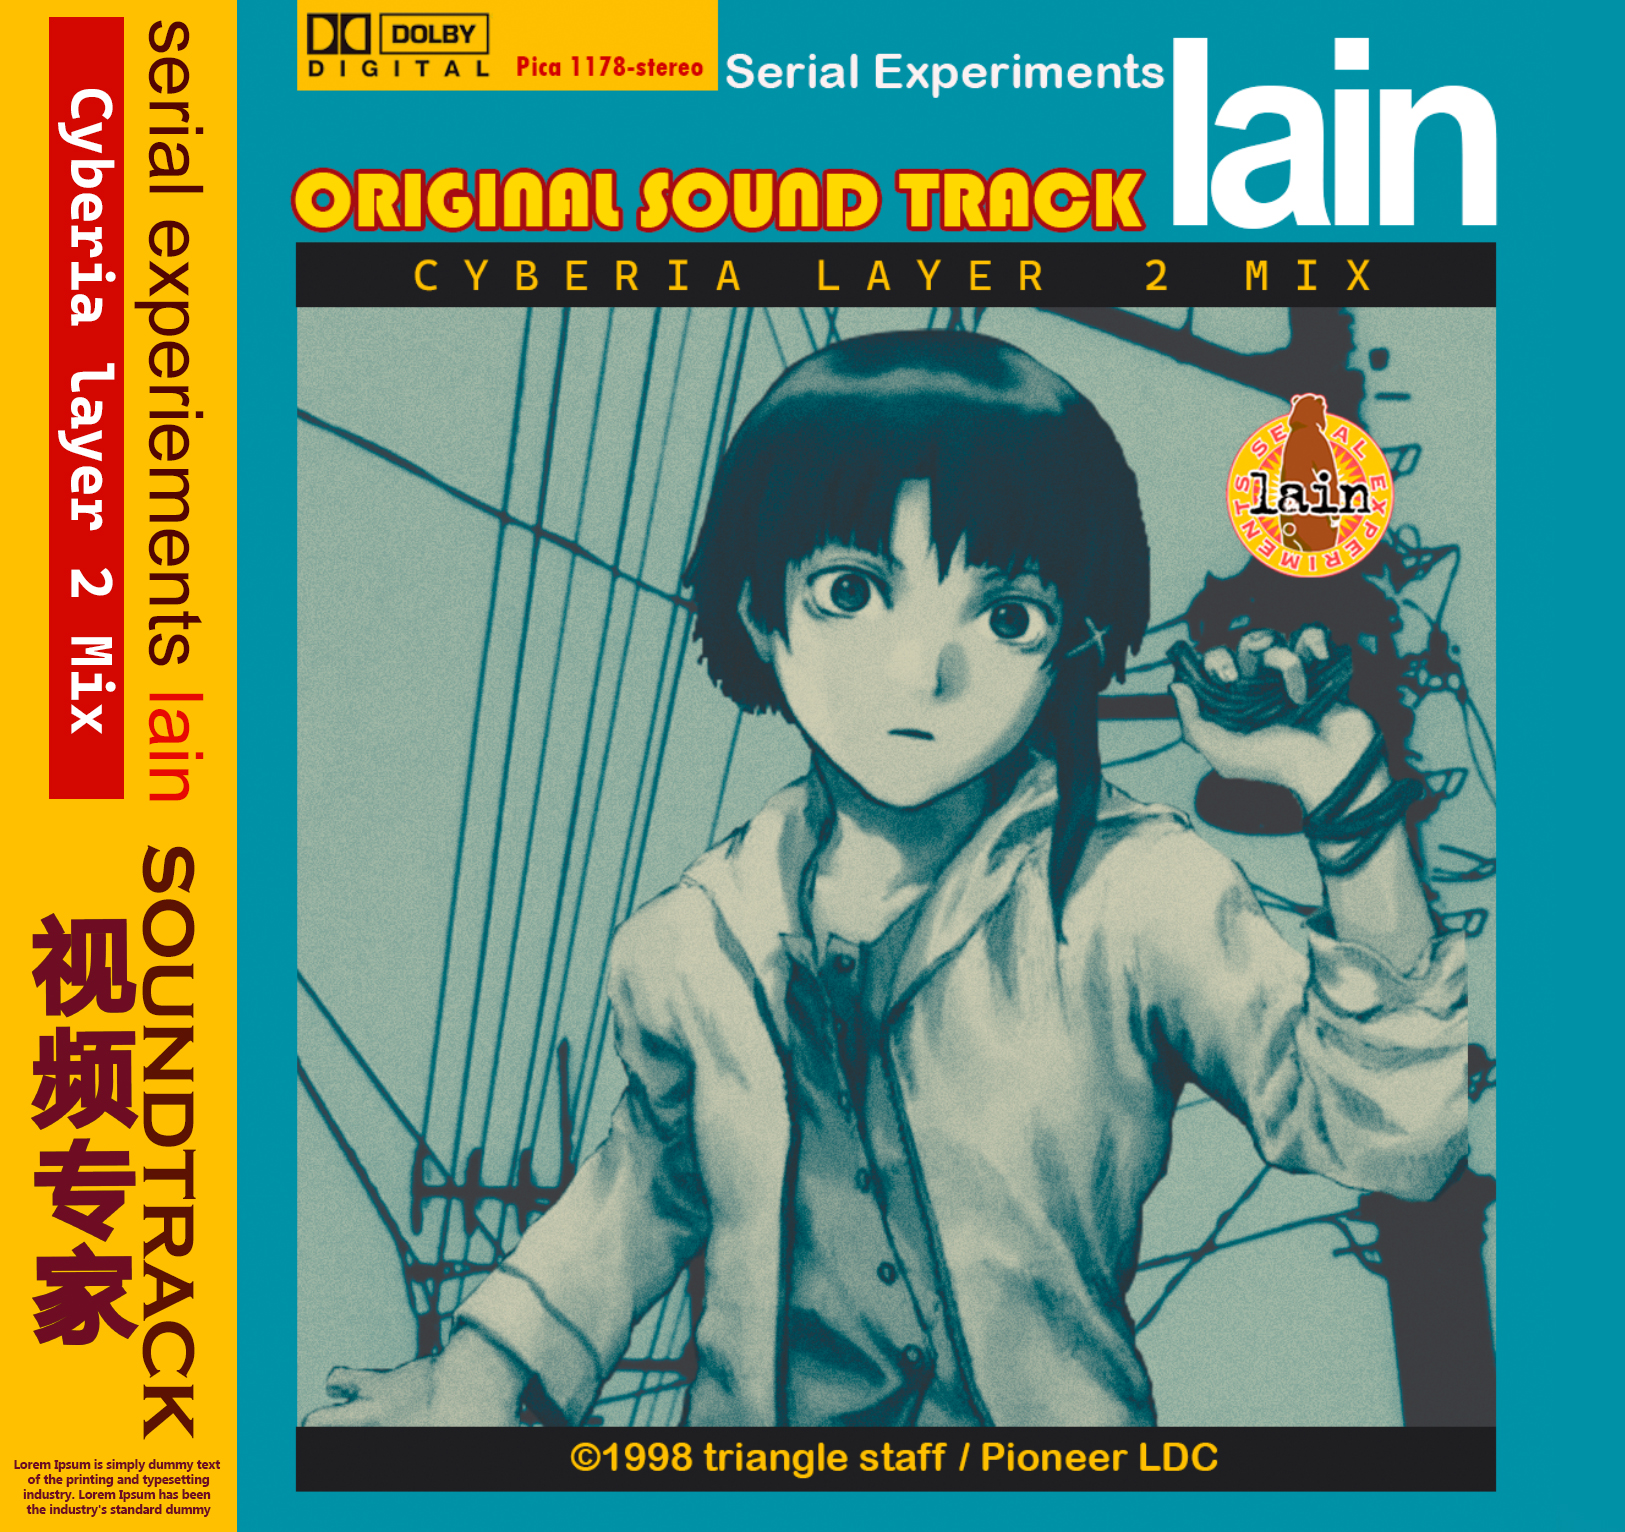 serial experiements lain
Cyberia layer 2 Mix
SOUNDTRACK
视频专家
Lorem Ipsum is simply dummy text
of the printing and typesetting
industry. Lorem Ipsum has been
the industry's standard dummy
DOLBY
DIGITAL
Pica 1178-stereo
Serial Experiments
lain
ORIGINAL SOUND TRACK
CYBERIA LAYER 2 MIX
SE AL EXPERIMENTS
lain
©1998 triangle staff / Pioneer LDC